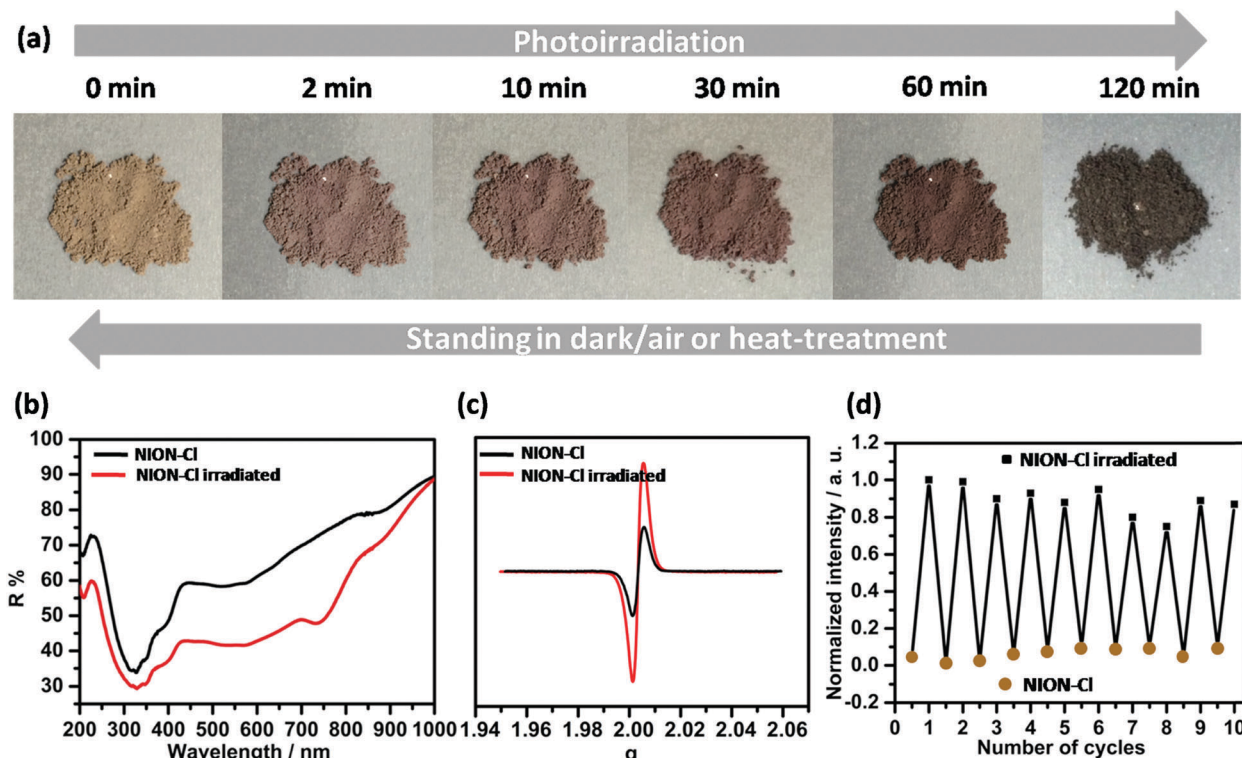 (a)
Photoirradiation
0 min 2 min 10 min 30 min 60 min 120 min
Standing in dark/air or heat-treatment
(b)
100
90
80
70
60
50
40
30
R %
NION-Cl
NION-Cl irradiated
200 300 400 500 600 700 800 900 1000
Wavelength / nm
(c)
NION-Cl
NION-Cl irradiated
1.94 1.96 1.98 2.00 2.02 2.04 2.06
g
(d)
1.2
1.0
0.8
0.6
0.4
0.2
0.0
-0.2
Normalized intensity / a. u.
NION-Cl irradiated
NION-Cl
0 1 2 3 4 5 6 7 8 9 10
Number of cycles